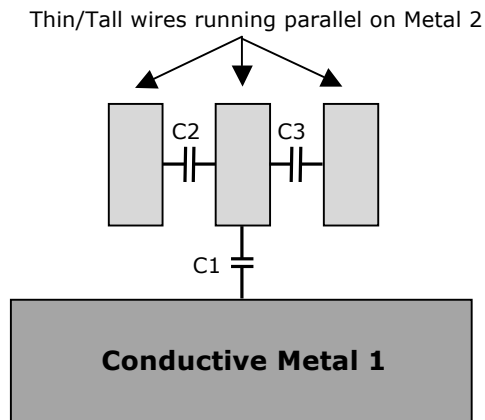 Thin/Tall wires running parallel on Metal 2
C2 C3
C1
Conductive Metal 1